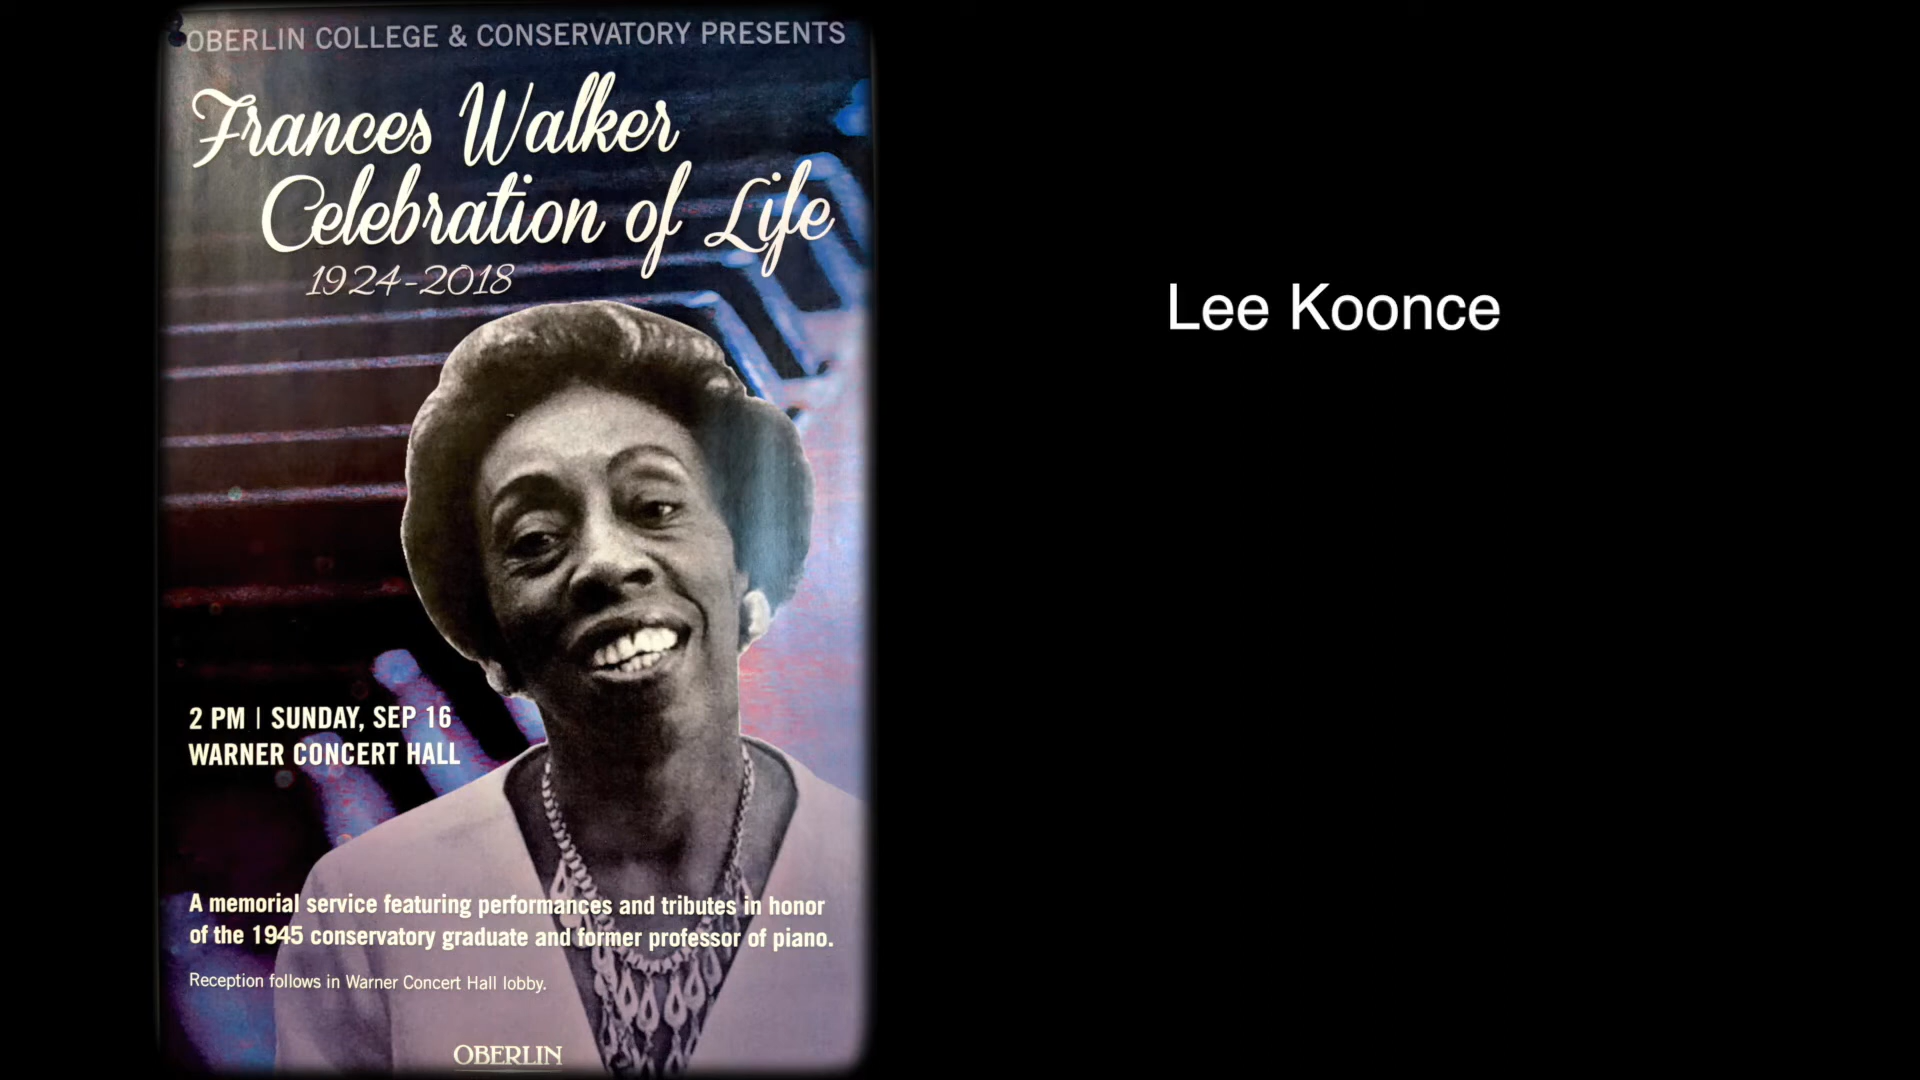 OBERLIN COLLEGE & CONSERVATORY PRESENTS
Frances Walker
Celebration of Life
1924-2018
Lee Koonce
2 PM | SUNDAY, SEP 16
WARNER CONCERT HALL
A memorial service featuring performances and tributes in honor
of the 1945 conservatory graduate and former professor of piano.
Reception follows in Warner Concert Hall lobby.
OBERLIN